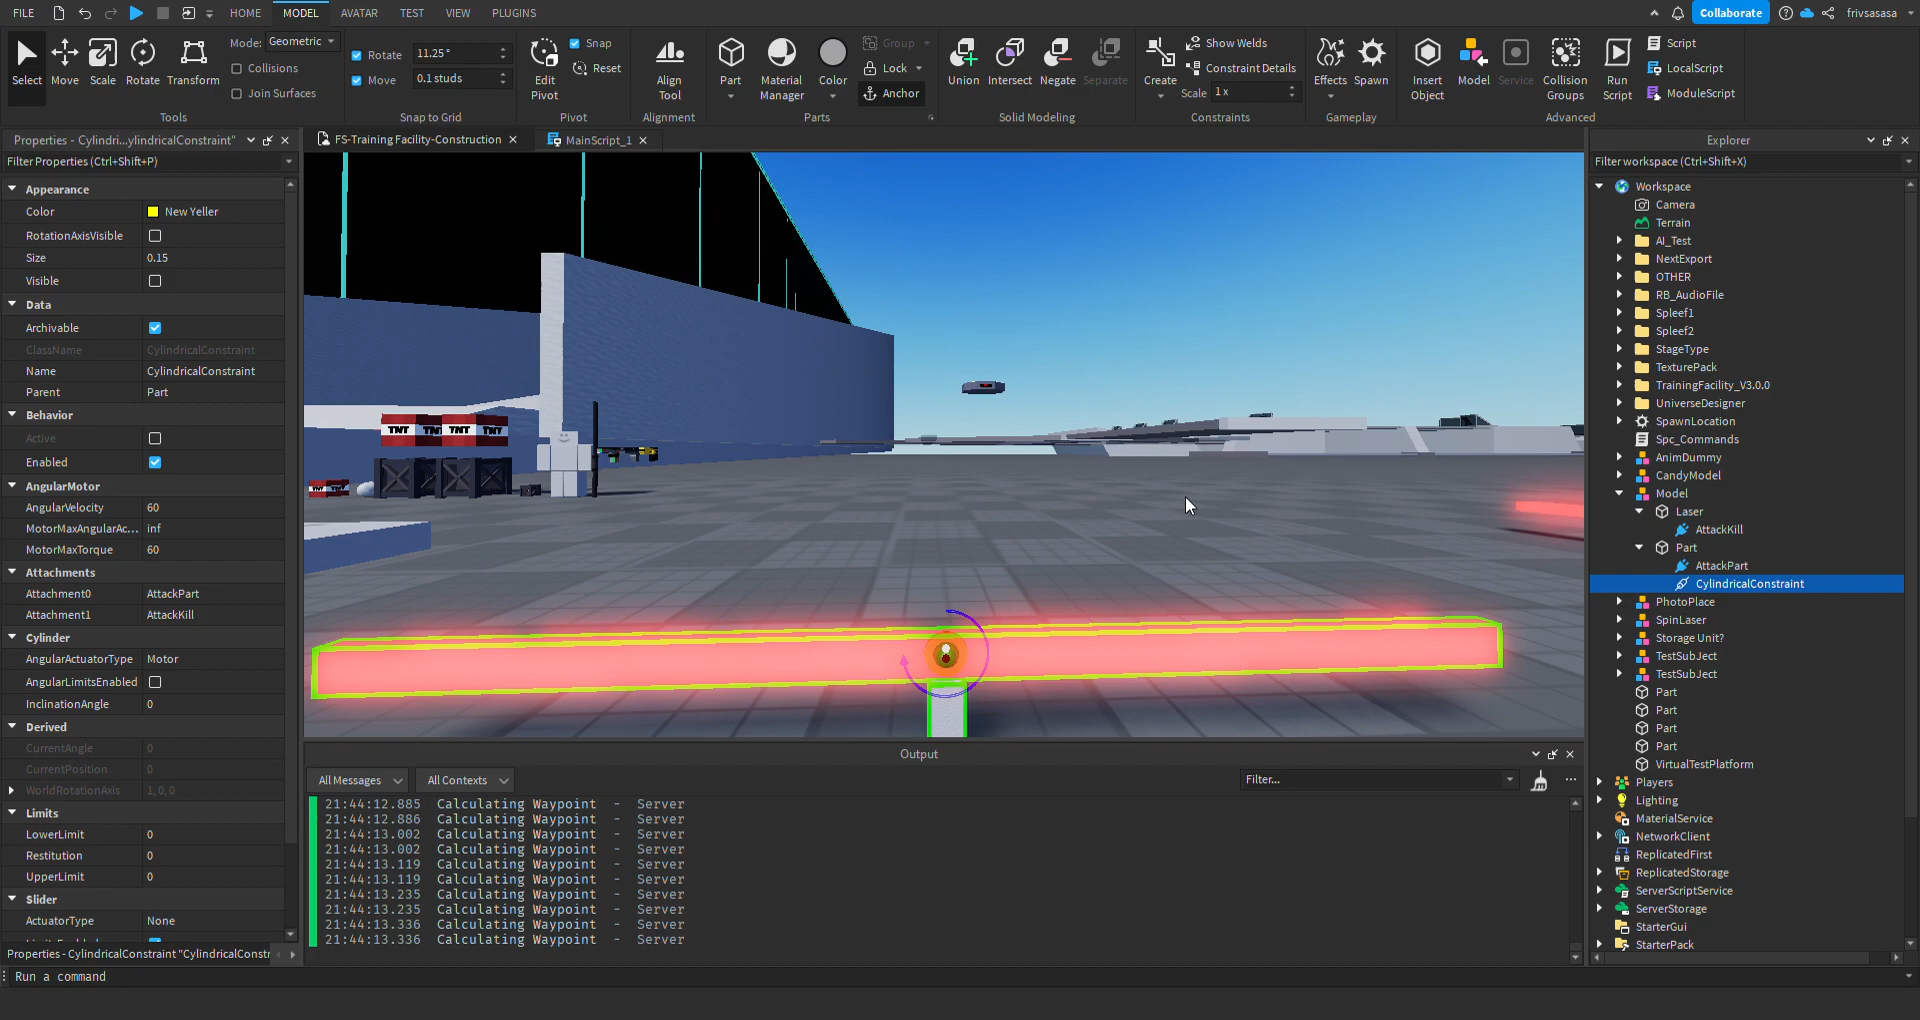 FILE HOME MODEL AVATAR TEST VIEW PLUGINS Collaborate frivsasasa
Select Move Scale Rotate Transform
Mode: Geometric
Collisions
Join Surfaces
Tools
Rotate 11.25 °
Move 0.1 studs
Snap to Grid
Edit Pivot
Snap
Reset
Pivot
Align Tool
Alignment
Part Material Manager Color
Group
Lock
Anchor
Parts
Union Intersect Negate Separate
Solid Modeling
Create
Show Welds
Constraint Details
Scale 1 x
Constraints
Effects Spawn
Gameplay
Insert Object Model Service Collision Groups Run Script
Script
LocalScript
ModuleScript
Advanced
Properties - Cylindri...ylindricalConstraint"
Filter Properties (Ctrl+Shift+P)
Appearance
Color New Yeller
RotationAxisVisible
Size 0.15
Visible
Data
Archivable
ClassName CylindricalConstraint
Name CylindricalConstraint
Parent Part
Behavior
Active
Enabled
AngularMotor
AngularVelocity 60
MotorMaxAngularAc... inf
MotorMaxTorque 60
Attachments
Attachment0 AttackPart
Attachment1 AttackKill
Cylinder
AngularActuatorType Motor
AngularLimitsEnabled
InclinationAngle 0
Derived
CurrentAngle 0
CurrentPosition 0
WorldRotationAxis 1, 0, 0
Limits
LowerLimit 0
Restitution 0
UpperLimit 0
Slider
ActuatorType None
Properties - CylindricalConstraint "CylindricalConstr
Run a command
FS-Training Facility-Construction MainScript_1
TNT TNT TNT
Output
All Messages All Contexts Filter...
21:44:12.885 Calculating Waypoint - Server
21:44:12.886 Calculating Waypoint - Server
21:44:13.002 Calculating Waypoint - Server
21:44:13.002 Calculating Waypoint - Server
21:44:13.119 Calculating Waypoint - Server
21:44:13.119 Calculating Waypoint - Server
21:44:13.235 Calculating Waypoint - Server
21:44:13.235 Calculating Waypoint - Server
21:44:13.336 Calculating Waypoint - Server
21:44:13.336 Calculating Waypoint - Server
Explorer
Filter workspace (Ctrl+Shift+X)
Workspace
Camera
Terrain
AI_Test
NextExport
OTHER
RB_AudioFile
Spleef1
Spleef2
StageType
TexturePack
TrainingFacility_V3.0.0
UniverseDesigner
SpawnLocation
Spc_Commands
AnimDummy
CandyModel
Model
Laser
AttackKill
Part
AttackPart
CylindricalConstraint
PhotoPlace
SpinLaser
Storage Unit?
TestSubJect
TestSubJect
Part
Part
Part
Part
VirtualTestPlatform
Players
Lighting
MaterialService
NetworkClient
ReplicatedFirst
ReplicatedStorage
ServerScriptService
ServerStorage
StarterGui
StarterPack